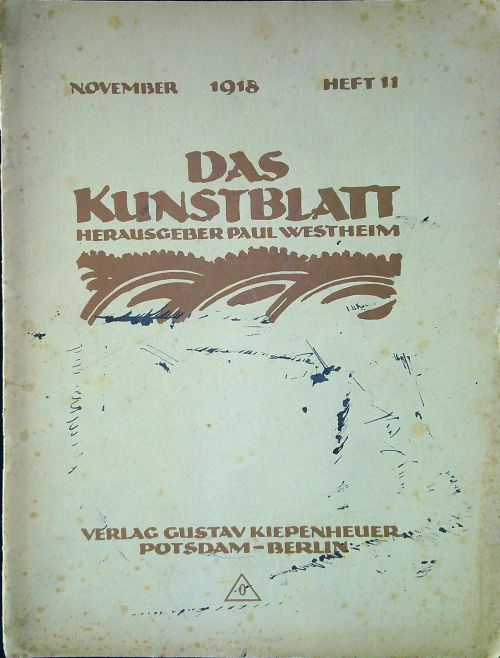 NOVEMBER 1918 HEFT 11
DAS
KUNSTBLATT
HERAUSGEBER PAUL WESTHEIM
VERLAG GUSTAV KIEPENHEUER
POTSDAM-BERLIN